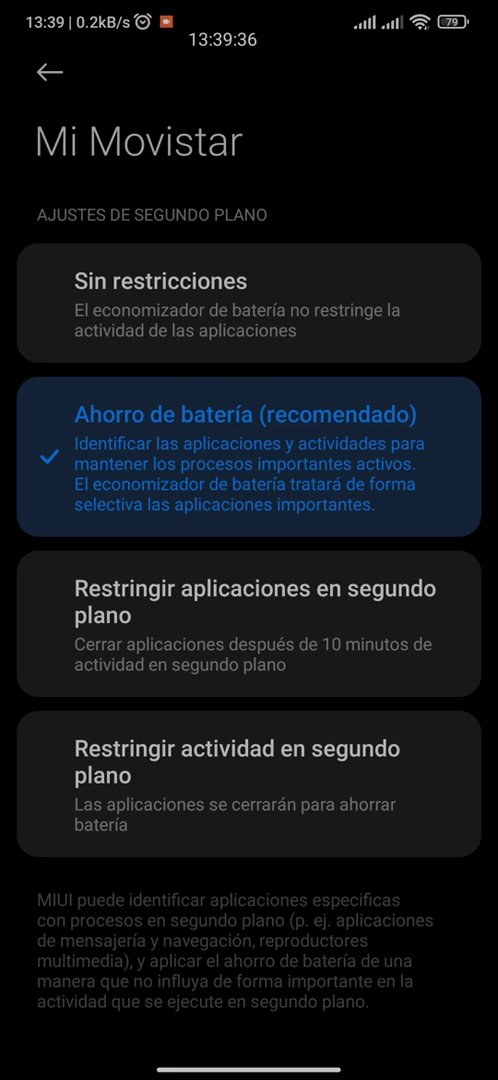 13:39 | 0.2kB/s
79
13:39:36
Mi Movistar
AJUSTES DE SEGUNDO PLANO
Sin restricciones
El economizador de batería no restringe la
actividad de las aplicaciones
Ahorro de batería (recomendado)
Identificar las aplicaciones y actividades para
mantener los procesos importantes activos.
El economizador de batería tratará de forma
selectiva las aplicaciones importantes.
Restringir aplicaciones en segundo
plano
Cerrar aplicaciones después de 10 minutos de
actividad en segundo plano
Restringir actividad en segundo
plano
Las aplicaciones se cerrarán para ahorrar
batería
MIUI puede identificar aplicaciones especificas
con procesos en segundo plano (p. ej. aplicaciones
de mensajería y navegación, reproductores
multimedia), y aplicar el ahorro de batería de una
manera que no influya de forma importante en la
actividad que se ejecute en segundo plano.